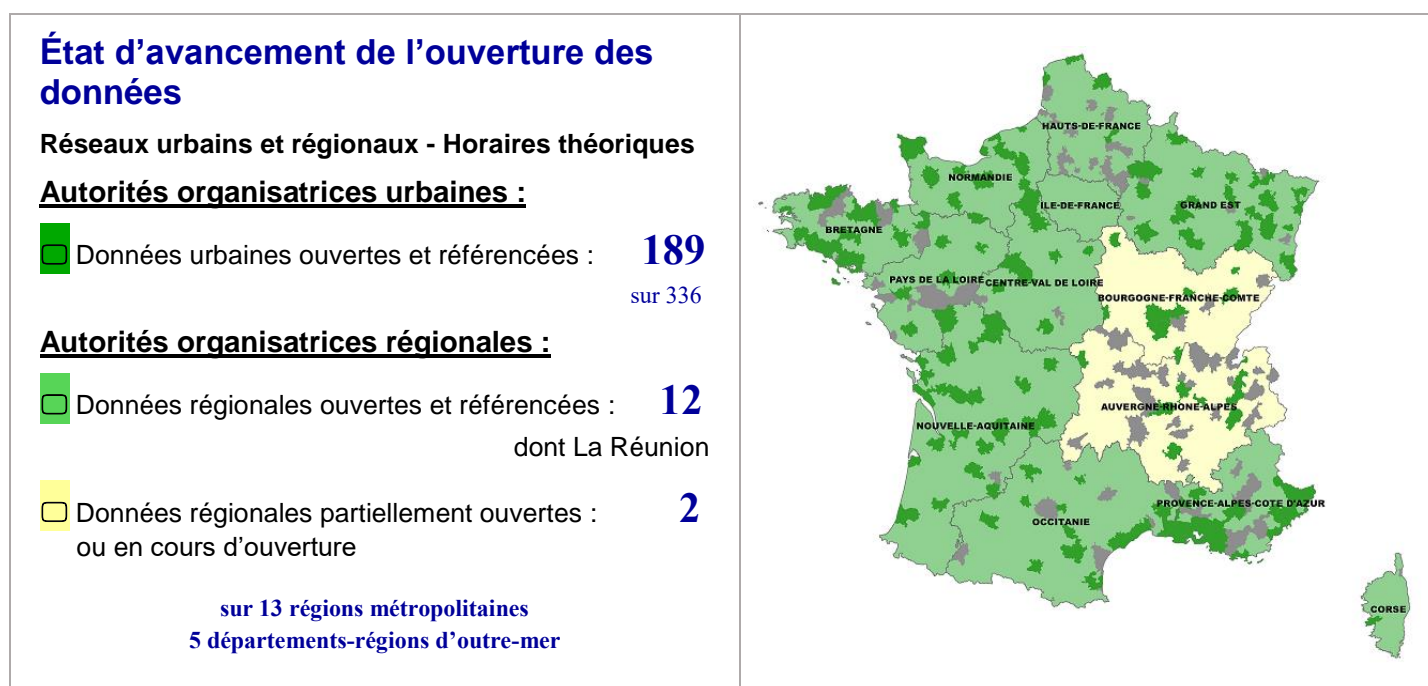 État d’avancement de l’ouverture des
données
Réseaux urbains et régionaux - Horaires théoriques
Autorités organisatrices urbaines :
Données urbaines ouvertes et référencées : 189
sur 336
Autorités organisatrices régionales :
Données régionales ouvertes et référencées : 12
dont La Réunion
Données régionales partiellement ouvertes : 2
ou en cours d’ouverture
sur 13 régions métropolitaines
5 départements-régions d’outre-mer
HAUTS-DE-FRANCE
NORMANDIE
ILE-DE-FRANCE
GRAND EST
BRETAGNE
PAYS DE LA LOIRE
CENTRE-VAL DE LOIRE
BOURGOGNE-FRANCHE-COMTE
AUVERGNE-RHONE-ALPES
NOUVELLE-AQUITAINE
PROVENCE-ALPES-COTE D'AZUR
OCCITANIE
CORSE